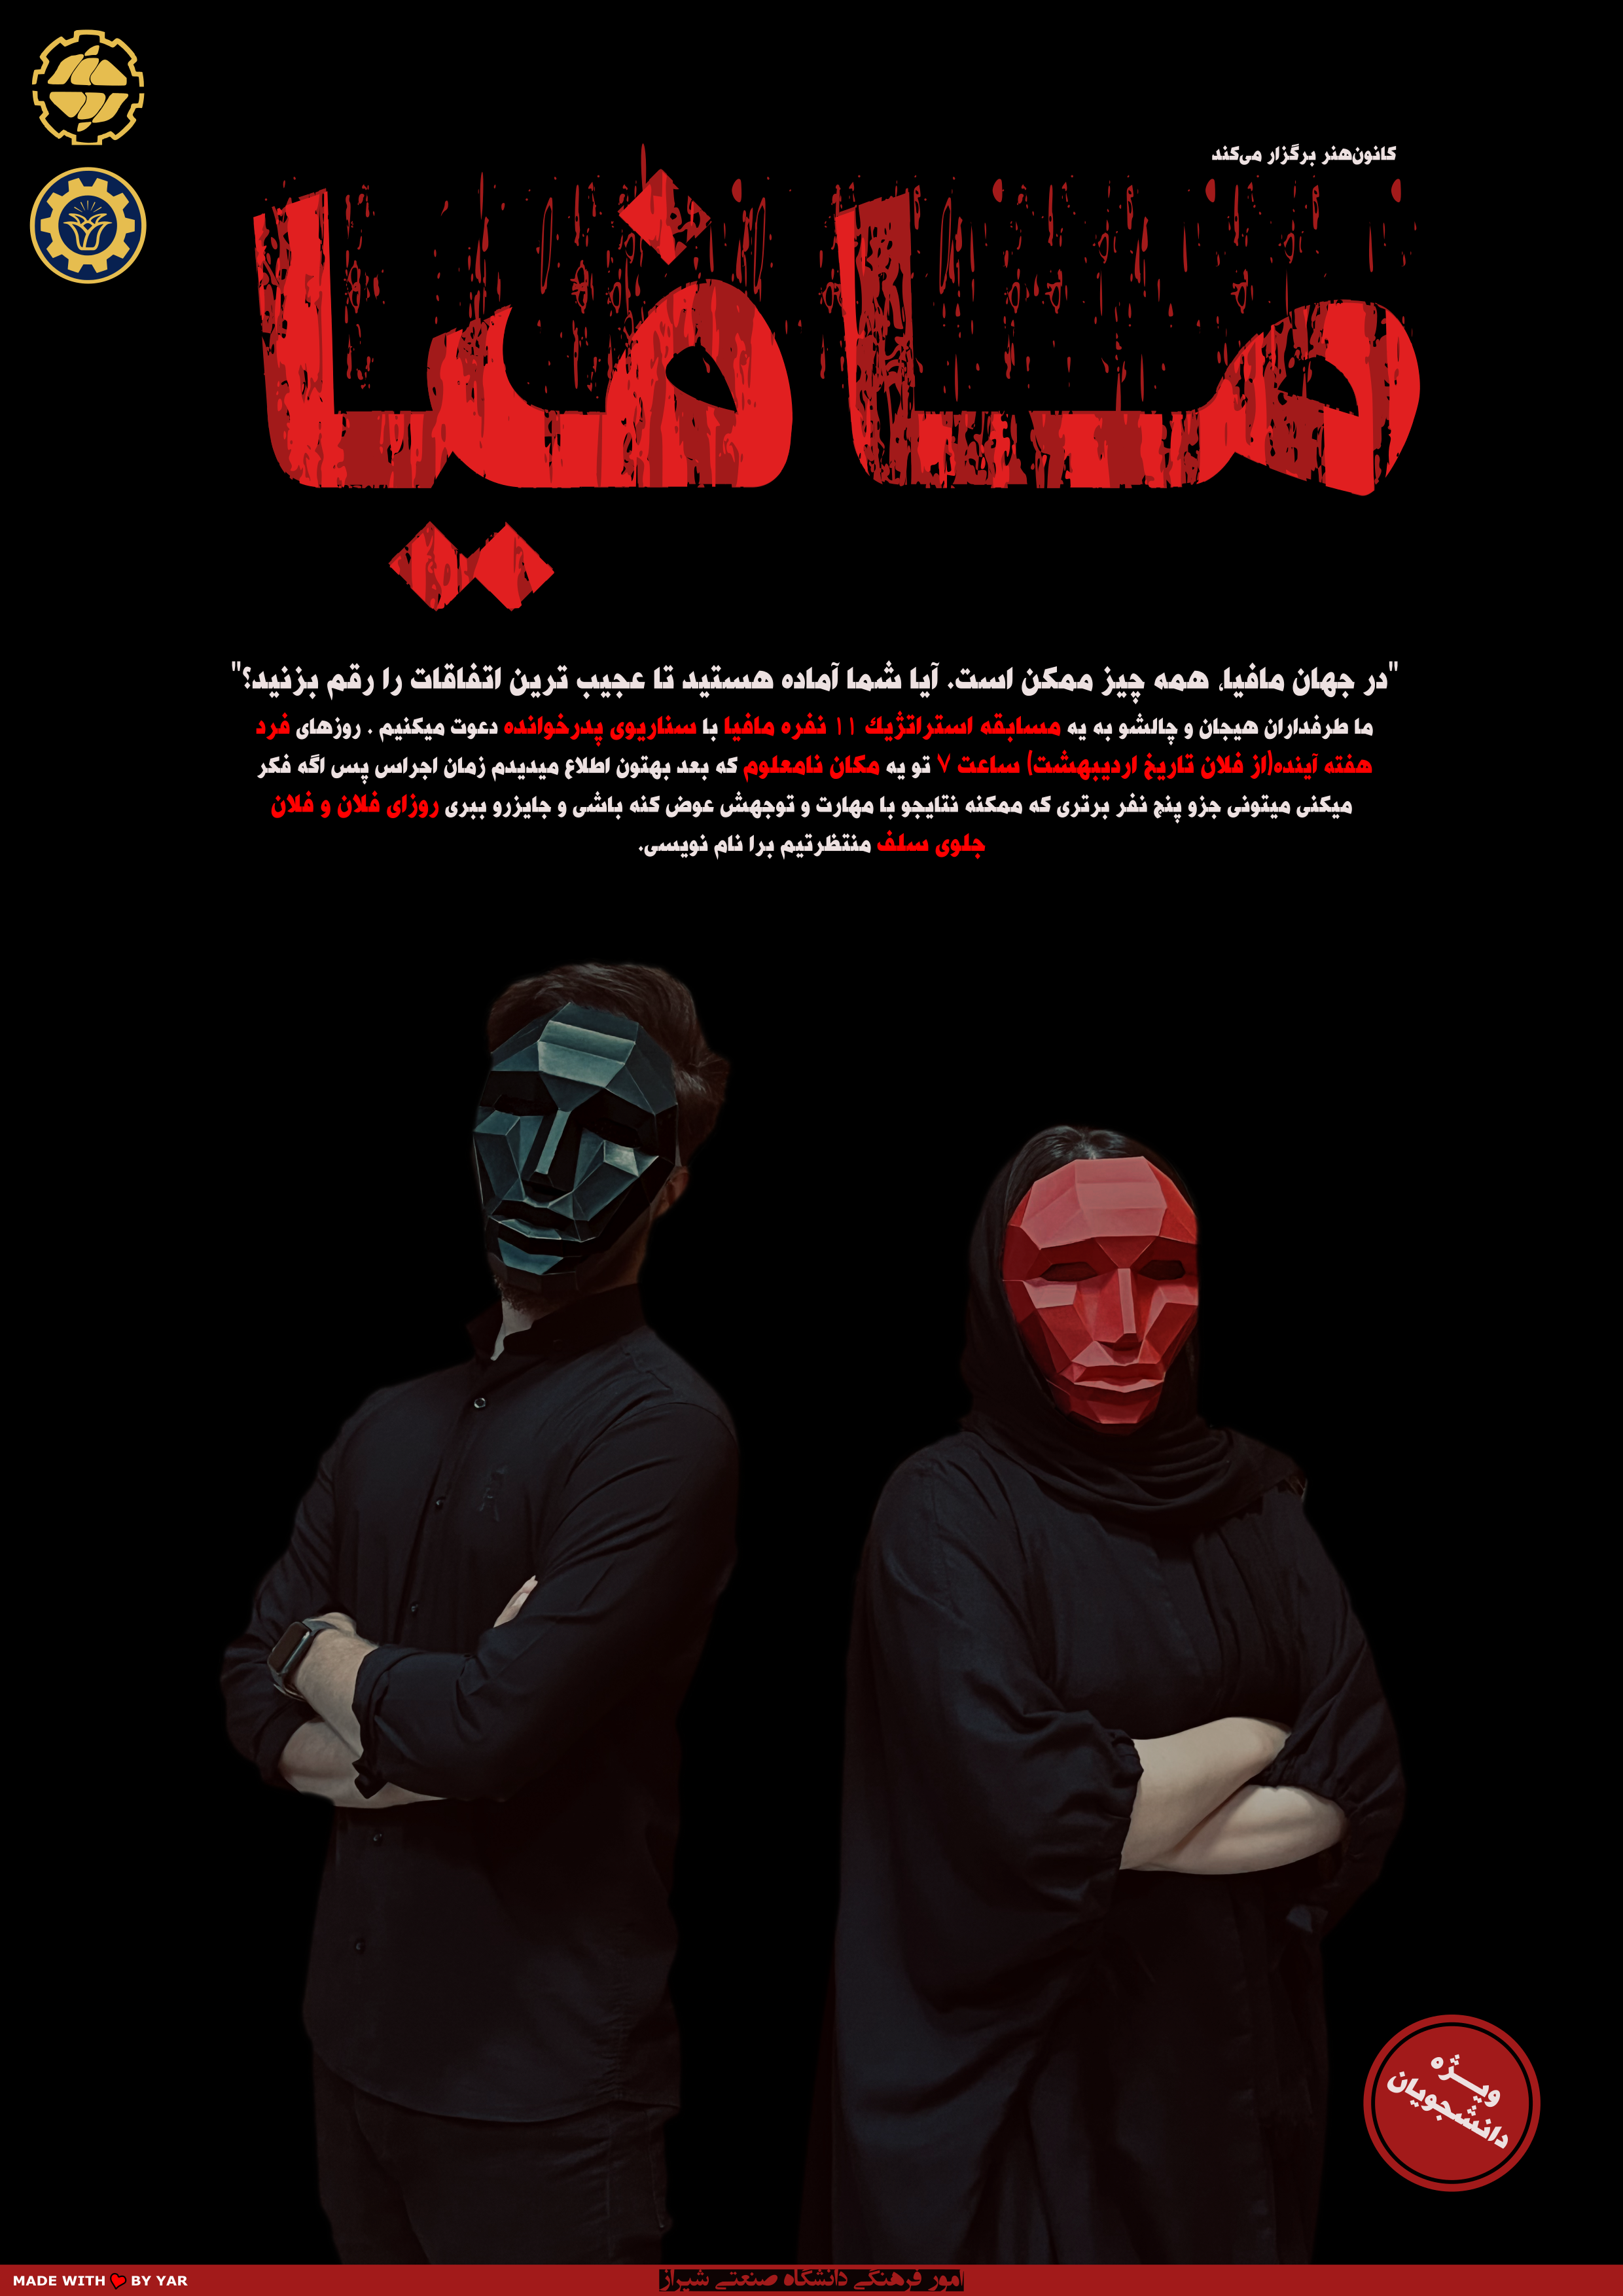 کانون‌هنر برگزار می‌کند
مافیا
"در جهان مافیا، همه چیز ممکن است. آیا شما آماده هستید تا عجیب ترین اتفاقات را رقم بزنید؟"
ما طرفداران هیجان و چالشو به یه مسابقه استراتژیک ۱۱ نفره مافیا با سناریوی پدرخوانده دعوت میکنیم . روزهای فرد
هفته آینده(از فلان تاریخ اردیبهشت) ساعت ۷ تو یه مکان نامعلوم که بعد بهتون اطلاع میدیدم زمان اجراس پس اگه فکر
میکنی میتونی جزو پنج نفر برتری که ممکنه نتایجو با مهارت و توجهش عوض کنه باشی و جایزرو ببری روزای فلان و فلان
جلوی سلف منتظرتیم برا نام نویسی.
ویژه
دانشجویان
MADE WITH BY YAR
امور فرهنگی دانشگاه صنعتی شیراز